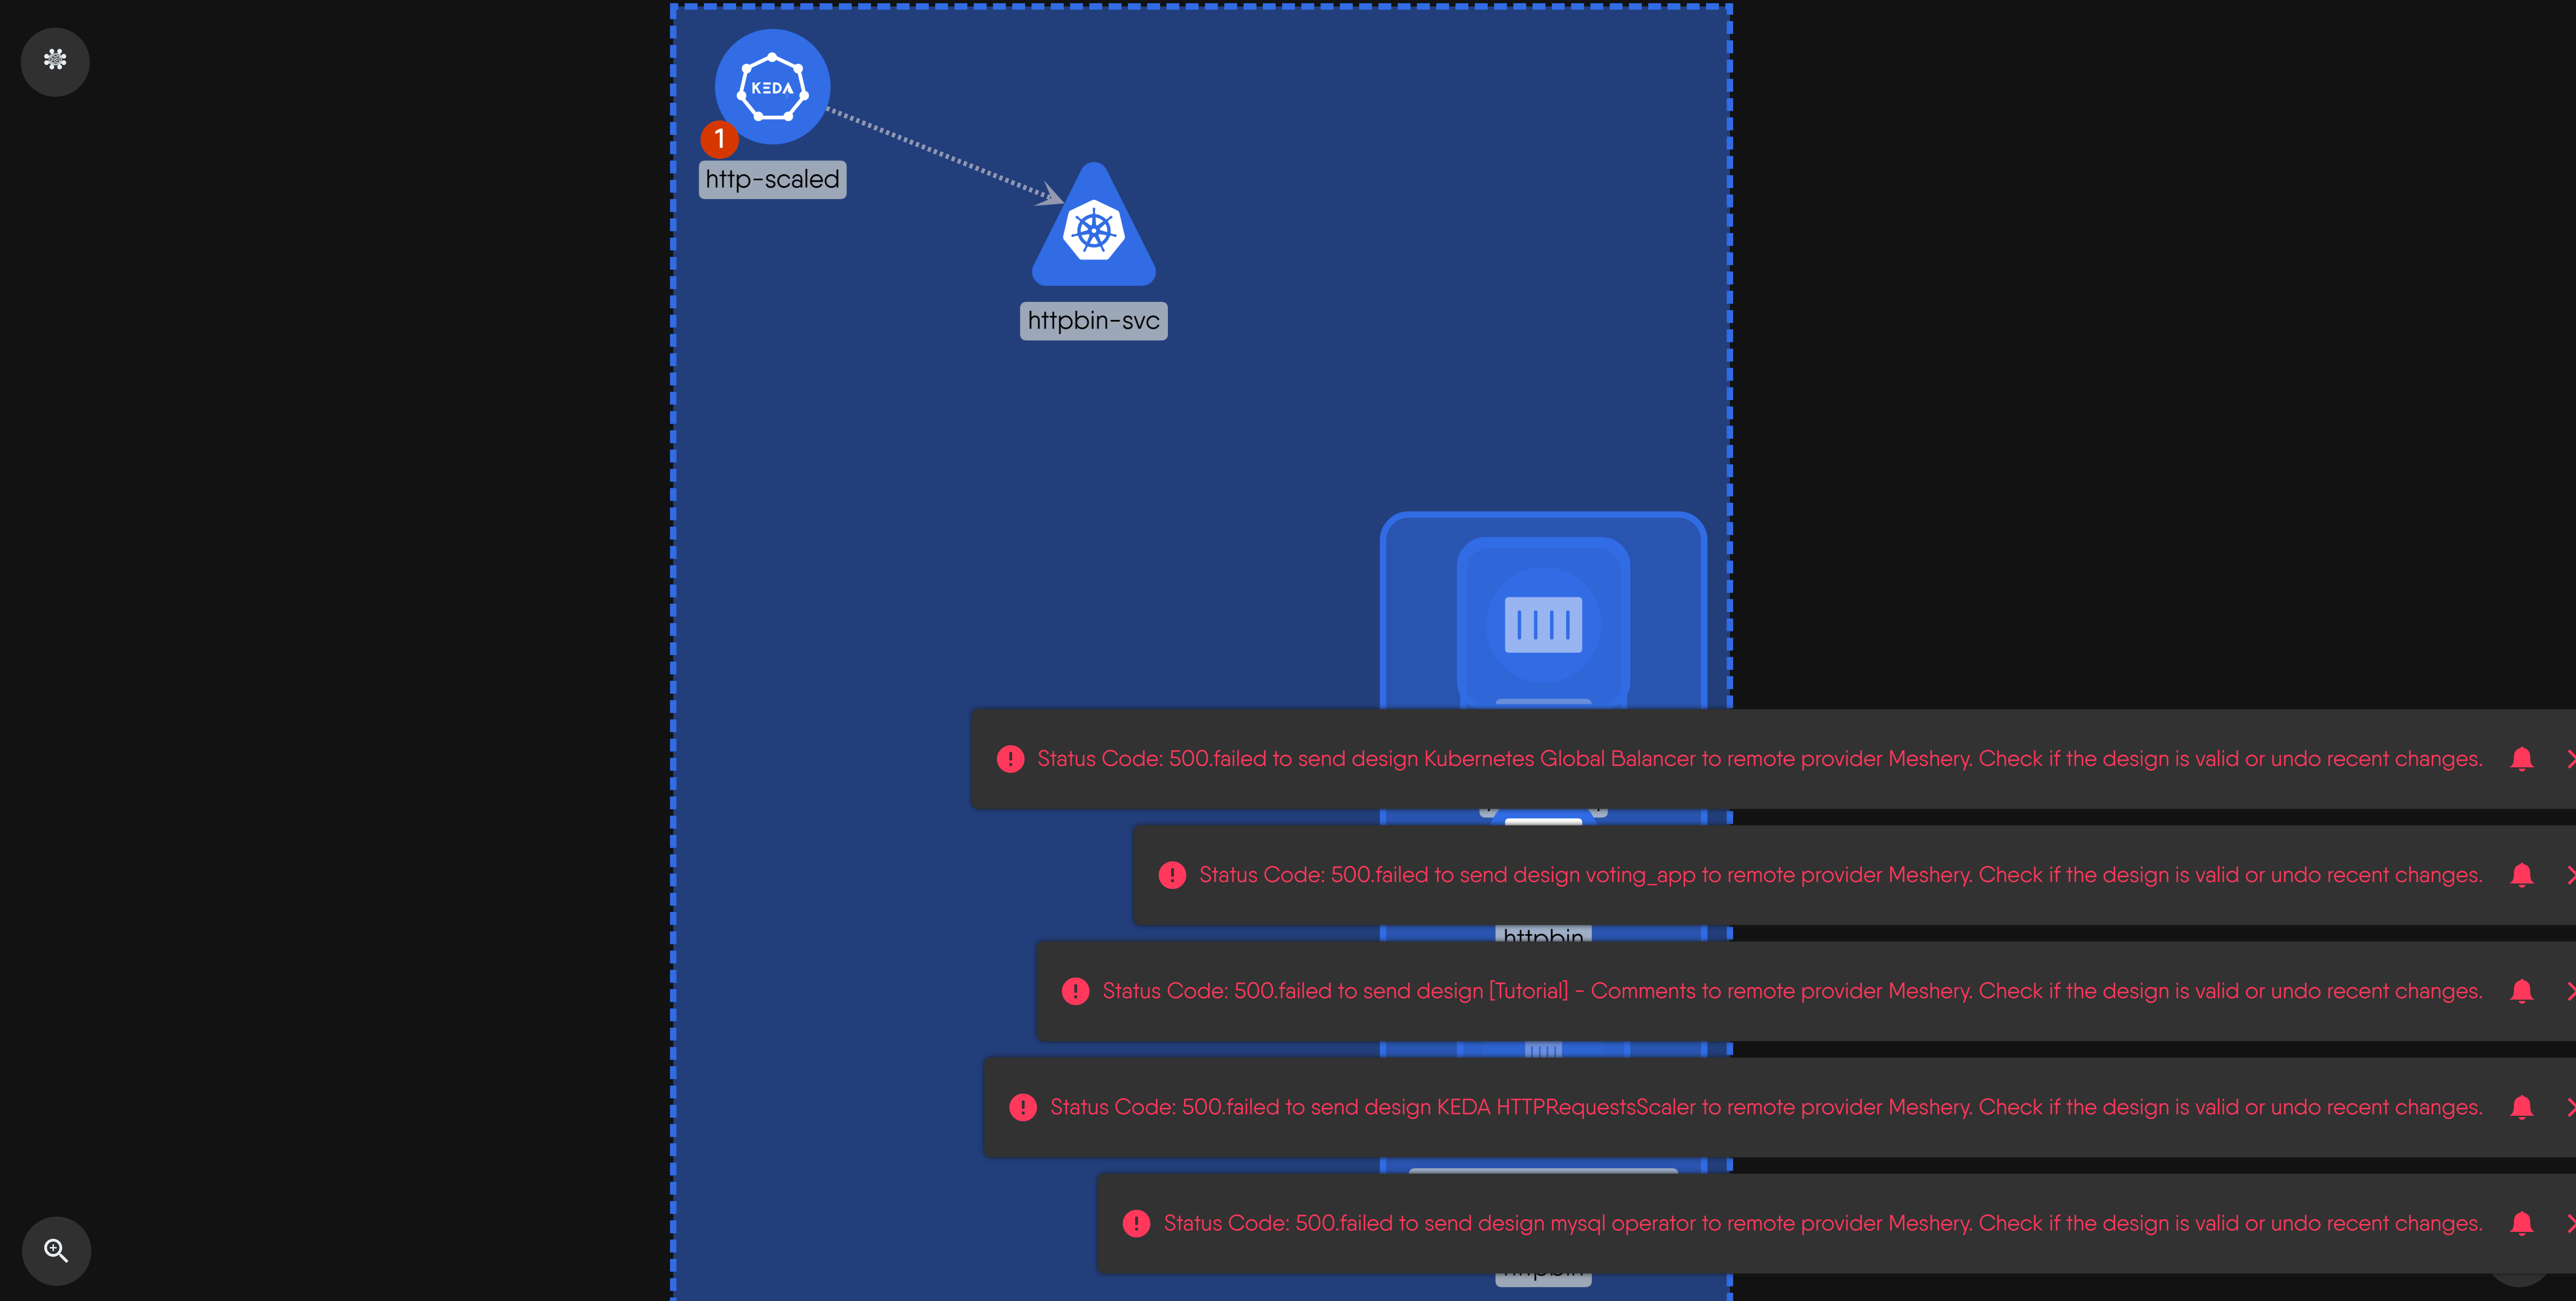 KEDA
1
http-scaled
httpbin-svc
Status Code: 500.failed to send design Kubernetes Global Balancer to remote provider Meshery. Check if the design is valid or undo recent changes.
Status Code: 500.failed to send design voting_app to remote provider Meshery. Check if the design is valid or undo recent changes.
httpbin
Status Code: 500.failed to send design [Tutorial] - Comments to remote provider Meshery. Check if the design is valid or undo recent changes.
Status Code: 500.failed to send design KEDA HTTPRequestsScaler to remote provider Meshery. Check if the design is valid or undo recent changes.
Status Code: 500.failed to send design mysql operator to remote provider Meshery. Check if the design is valid or undo recent changes.